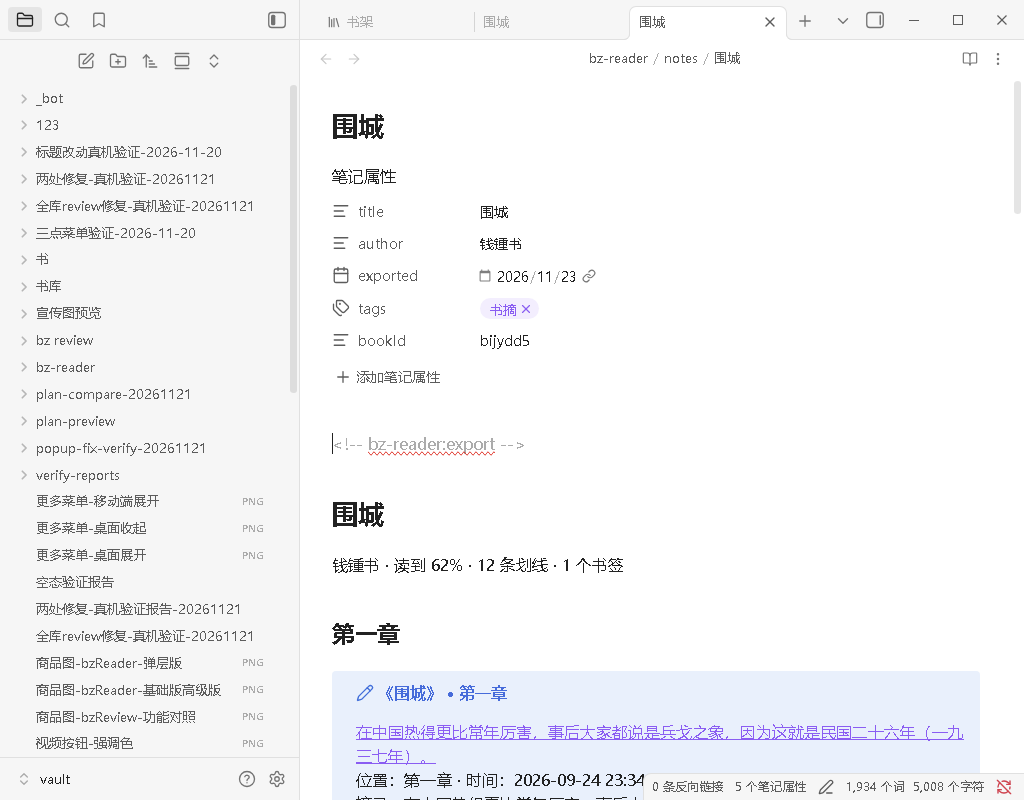 书架
围城
围城
_bot
123
标题改动真机验证-2026-11-20
两处修复-真机验证-20261121
全库review修复-真机验证-20261121
三点菜单验证-2026-11-20
书
书库
宣传图预览
bz review
bz-reader
plan-compare-20261121
plan-preview
popup-fix-verify-20261121
verify-reports
更多菜单-移动端展开 PNG
更多菜单-桌面收起 PNG
更多菜单-桌面展开 PNG
空态验证报告
两处修复-真机验证报告-20261121
全库review修复-真机验证-20261121
商品图-bzReader-弹层版 PNG
商品图-bzReader-基础版高级版 PNG
商品图-bzReview-功能对照 PNG
视频按钮-强调色 PNG
vault
bz-reader / notes / 围城
围城
笔记属性
title 围城
author 钱锺书
exported 2026/11/23
tags 书摘
bookId bijydd5
添加笔记属性
<!-- bz-reader:export -->
围城
钱锺书 · 读到 62% · 12 条划线 · 1 个书签
第一章
《围城》 • 第一章
在中国热得更比常年厉害，事后大家都说是兵戈之象，因为这就是民国二十六年（一九
三七年）。
位置：第一章 · 时间：2026-09-24 23:34
0 条反向链接 5 个笔记属性 1,934 个词 5,008 个字符